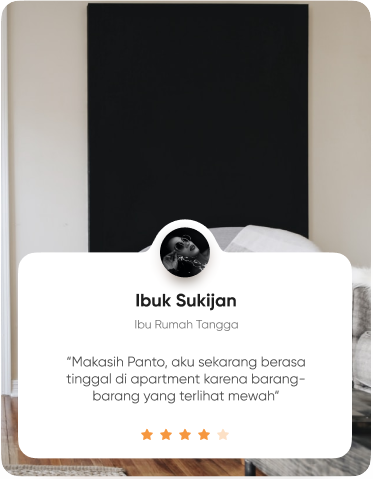 Ibuk Sukijan
Ibu Rumah Tangga
“Makasih Panto, aku sekarang berasa
tinggal di apartment karena barang-
barang yang terlihat mewah”